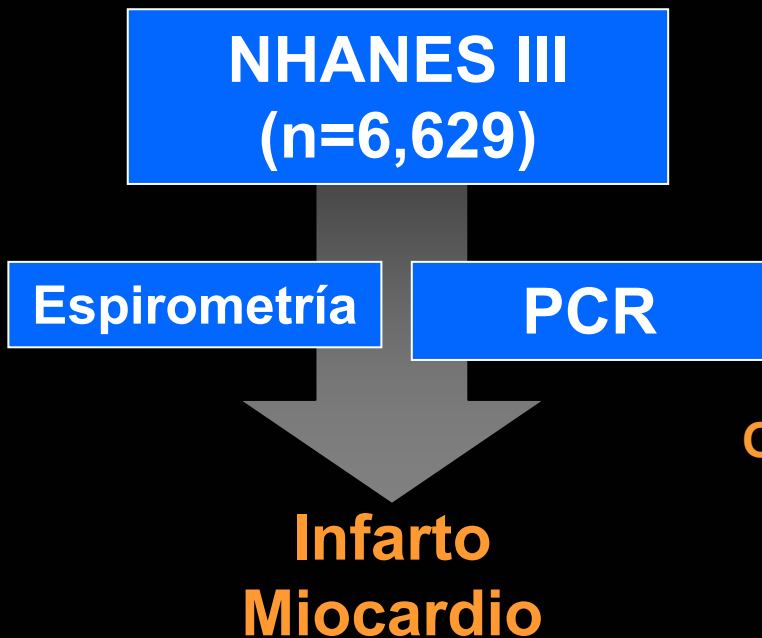 NHANES III
(n=6,629)
Espirometría
PCR
Infarto
Miocardio